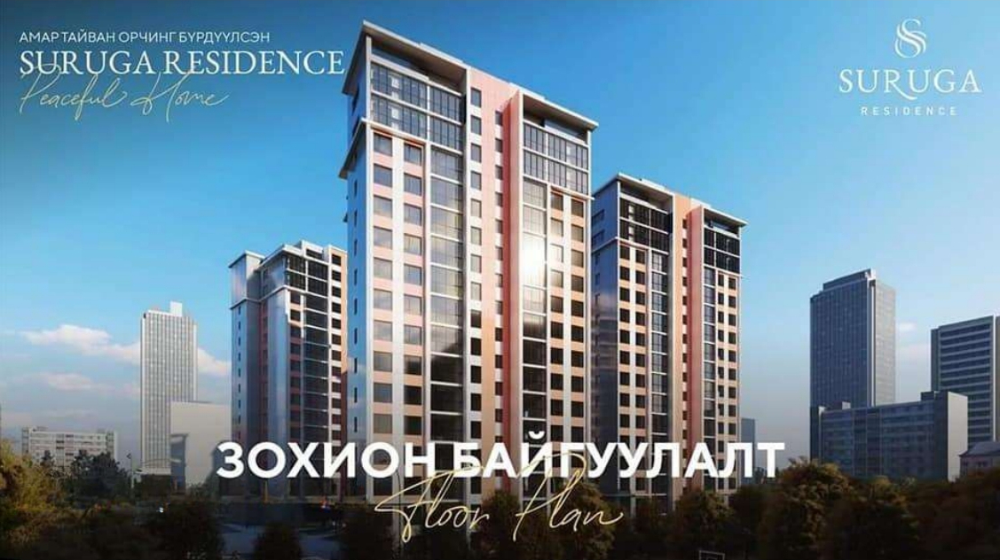 АМАР ТАЙВАН ОРЧИНГ БҮРДҮҮЛСЭН
SURUGA RESIDENCE
Peaceful Home
SURUGA
RESIDENCE
ЗОХИОН БАЙГУУЛАЛТ
Floor Plan